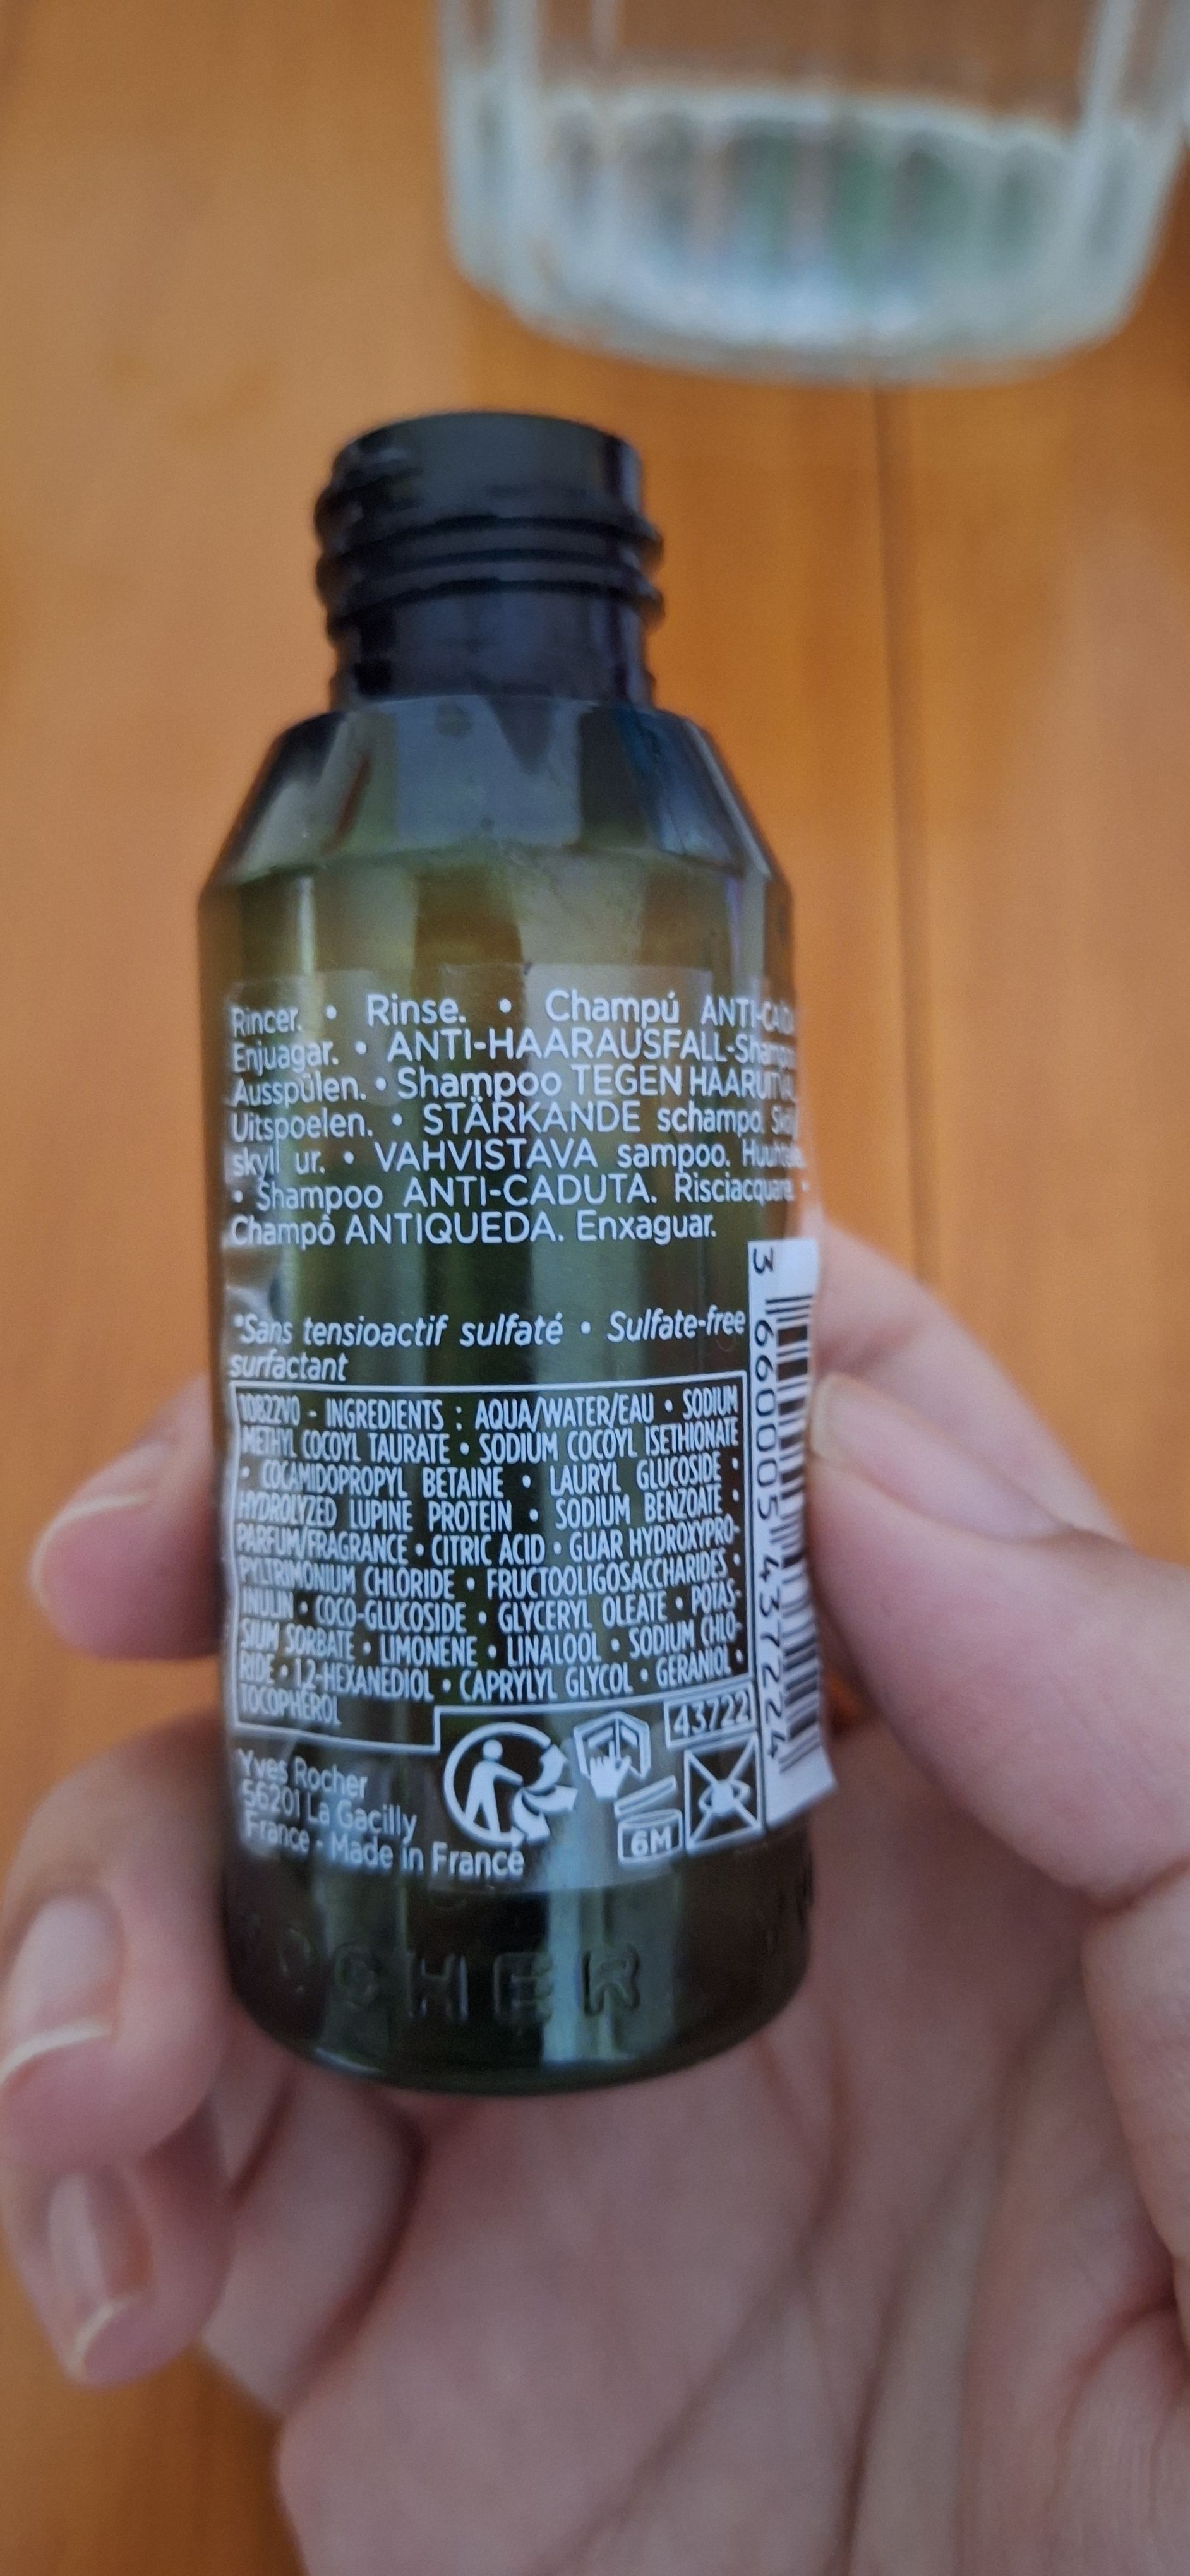 Rincer. • Rinse. • Champú ANTI-CAÍDA
Enjuagar. • ANTI-HAARAUSFALL-Shampoo
Ausspülen. • Shampoo TEGEN HAARUITVAL
Uitspoelen. • STÄRKANDE schampo.
skyll ur. • VAHVISTAVA sampoo.
• Shampoo ANTI-CADUTA. Risciacquare. •
Champô ANTIQUEDA. Enxaguar.
*Sans tensioactif sulfaté • Sulfate-free
surfactant
10822V0 - INGREDIENTS : AQUA/WATER/EAU • SODIUM
METHYL COCOYL TAURATE • SODIUM COCOYL ISETHIONATE
• COCAMIDOPROPYL BETAINE • LAURYL GLUCOSIDE •
HYDROLYZED LUPINE PROTEIN • SODIUM BENZOATE •
PARFUM/FRAGRANCE • CITRIC ACID • GUAR HYDROXYPRO-
PYLTRIMONIUM CHLORIDE • FRUCTOOLIGOSACCHARIDES •
INULIN • COCO-GLUCOSIDE • GLYCERYL OLEATE • POTAS-
SIUM SORBATE • LIMONENE • LINALOOL • SODIUM CHLO-
RIDE • 1,2-HEXANEDIOL • CAPRYLYL GLYCOL • GERANIOL •
TOCOPHEROL
43722
Yves Rocher
56201 La Gacilly
France - Made in France
6M
3 660005 437224
ROCHER